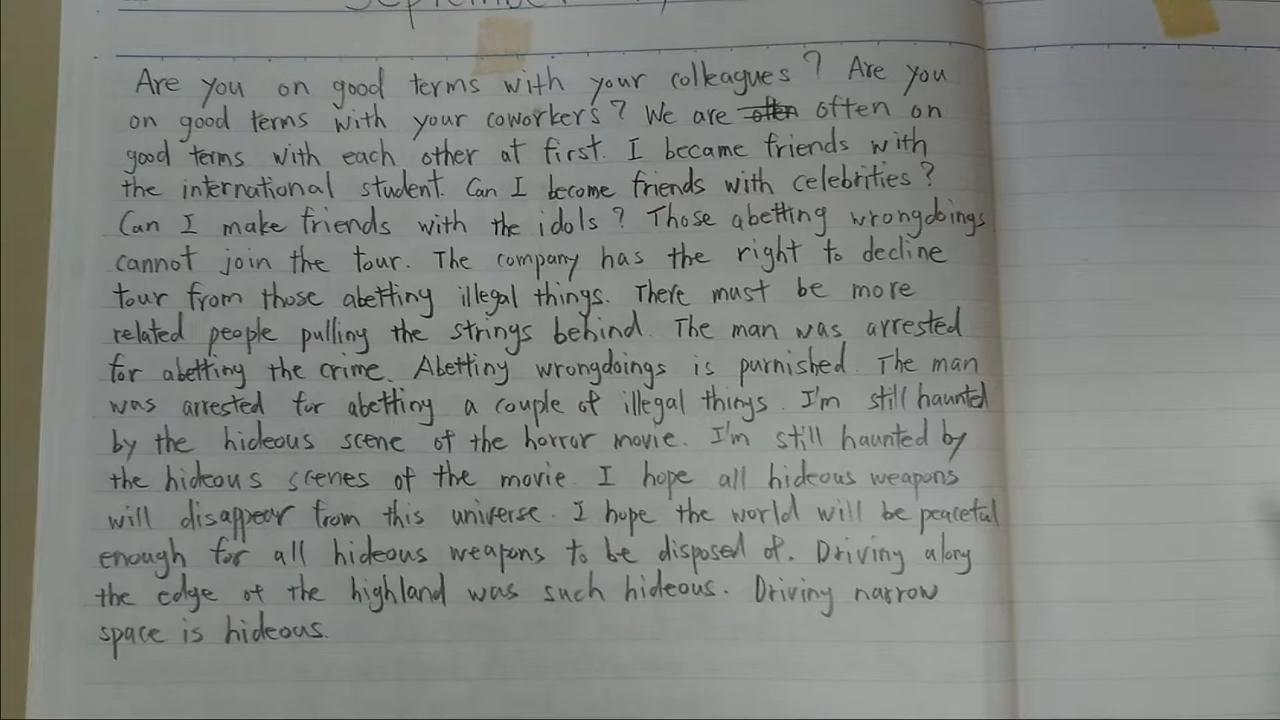 September
Are you on good terms with your colleagues? Are you
on good terms with your coworkers? We are often often on
good terms with each other at first. I became friends with
the international student. Can I become friends with celebrities?
Can I make friends with the idols? Those abetting wrongdoings
cannot join the tour. The company has the right to decline
tour from those abetting illegal things. There must be more
related people pulling the strings behind. The man was arrested
for abetting the crime. Abetting wrongdoings is purnished. The man
was arrested for abetting a couple of illegal things. I'm still haunted
by the hideous scene of the horror movie. I'm still haunted by
the hideous scenes of the movie. I hope all hideous weapons
will disappear from this universe. I hope the world will be peaceful
enough for all hideous weapons to be disposed of. Driving along
the edge of the highland was such hideous. Driving narrow
space is hideous.